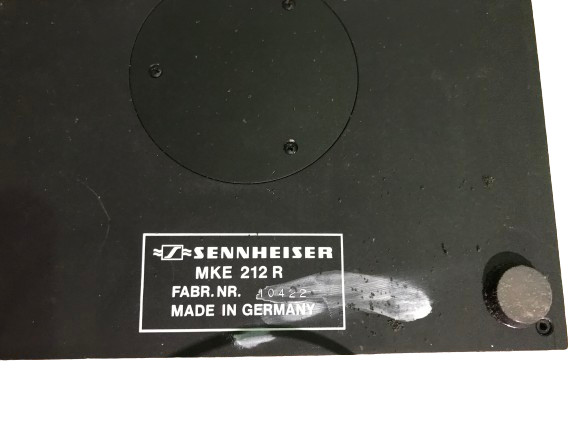 SENNHEISER
MKE 212 R
FABR.NR. 10422
MADE IN GERMANY